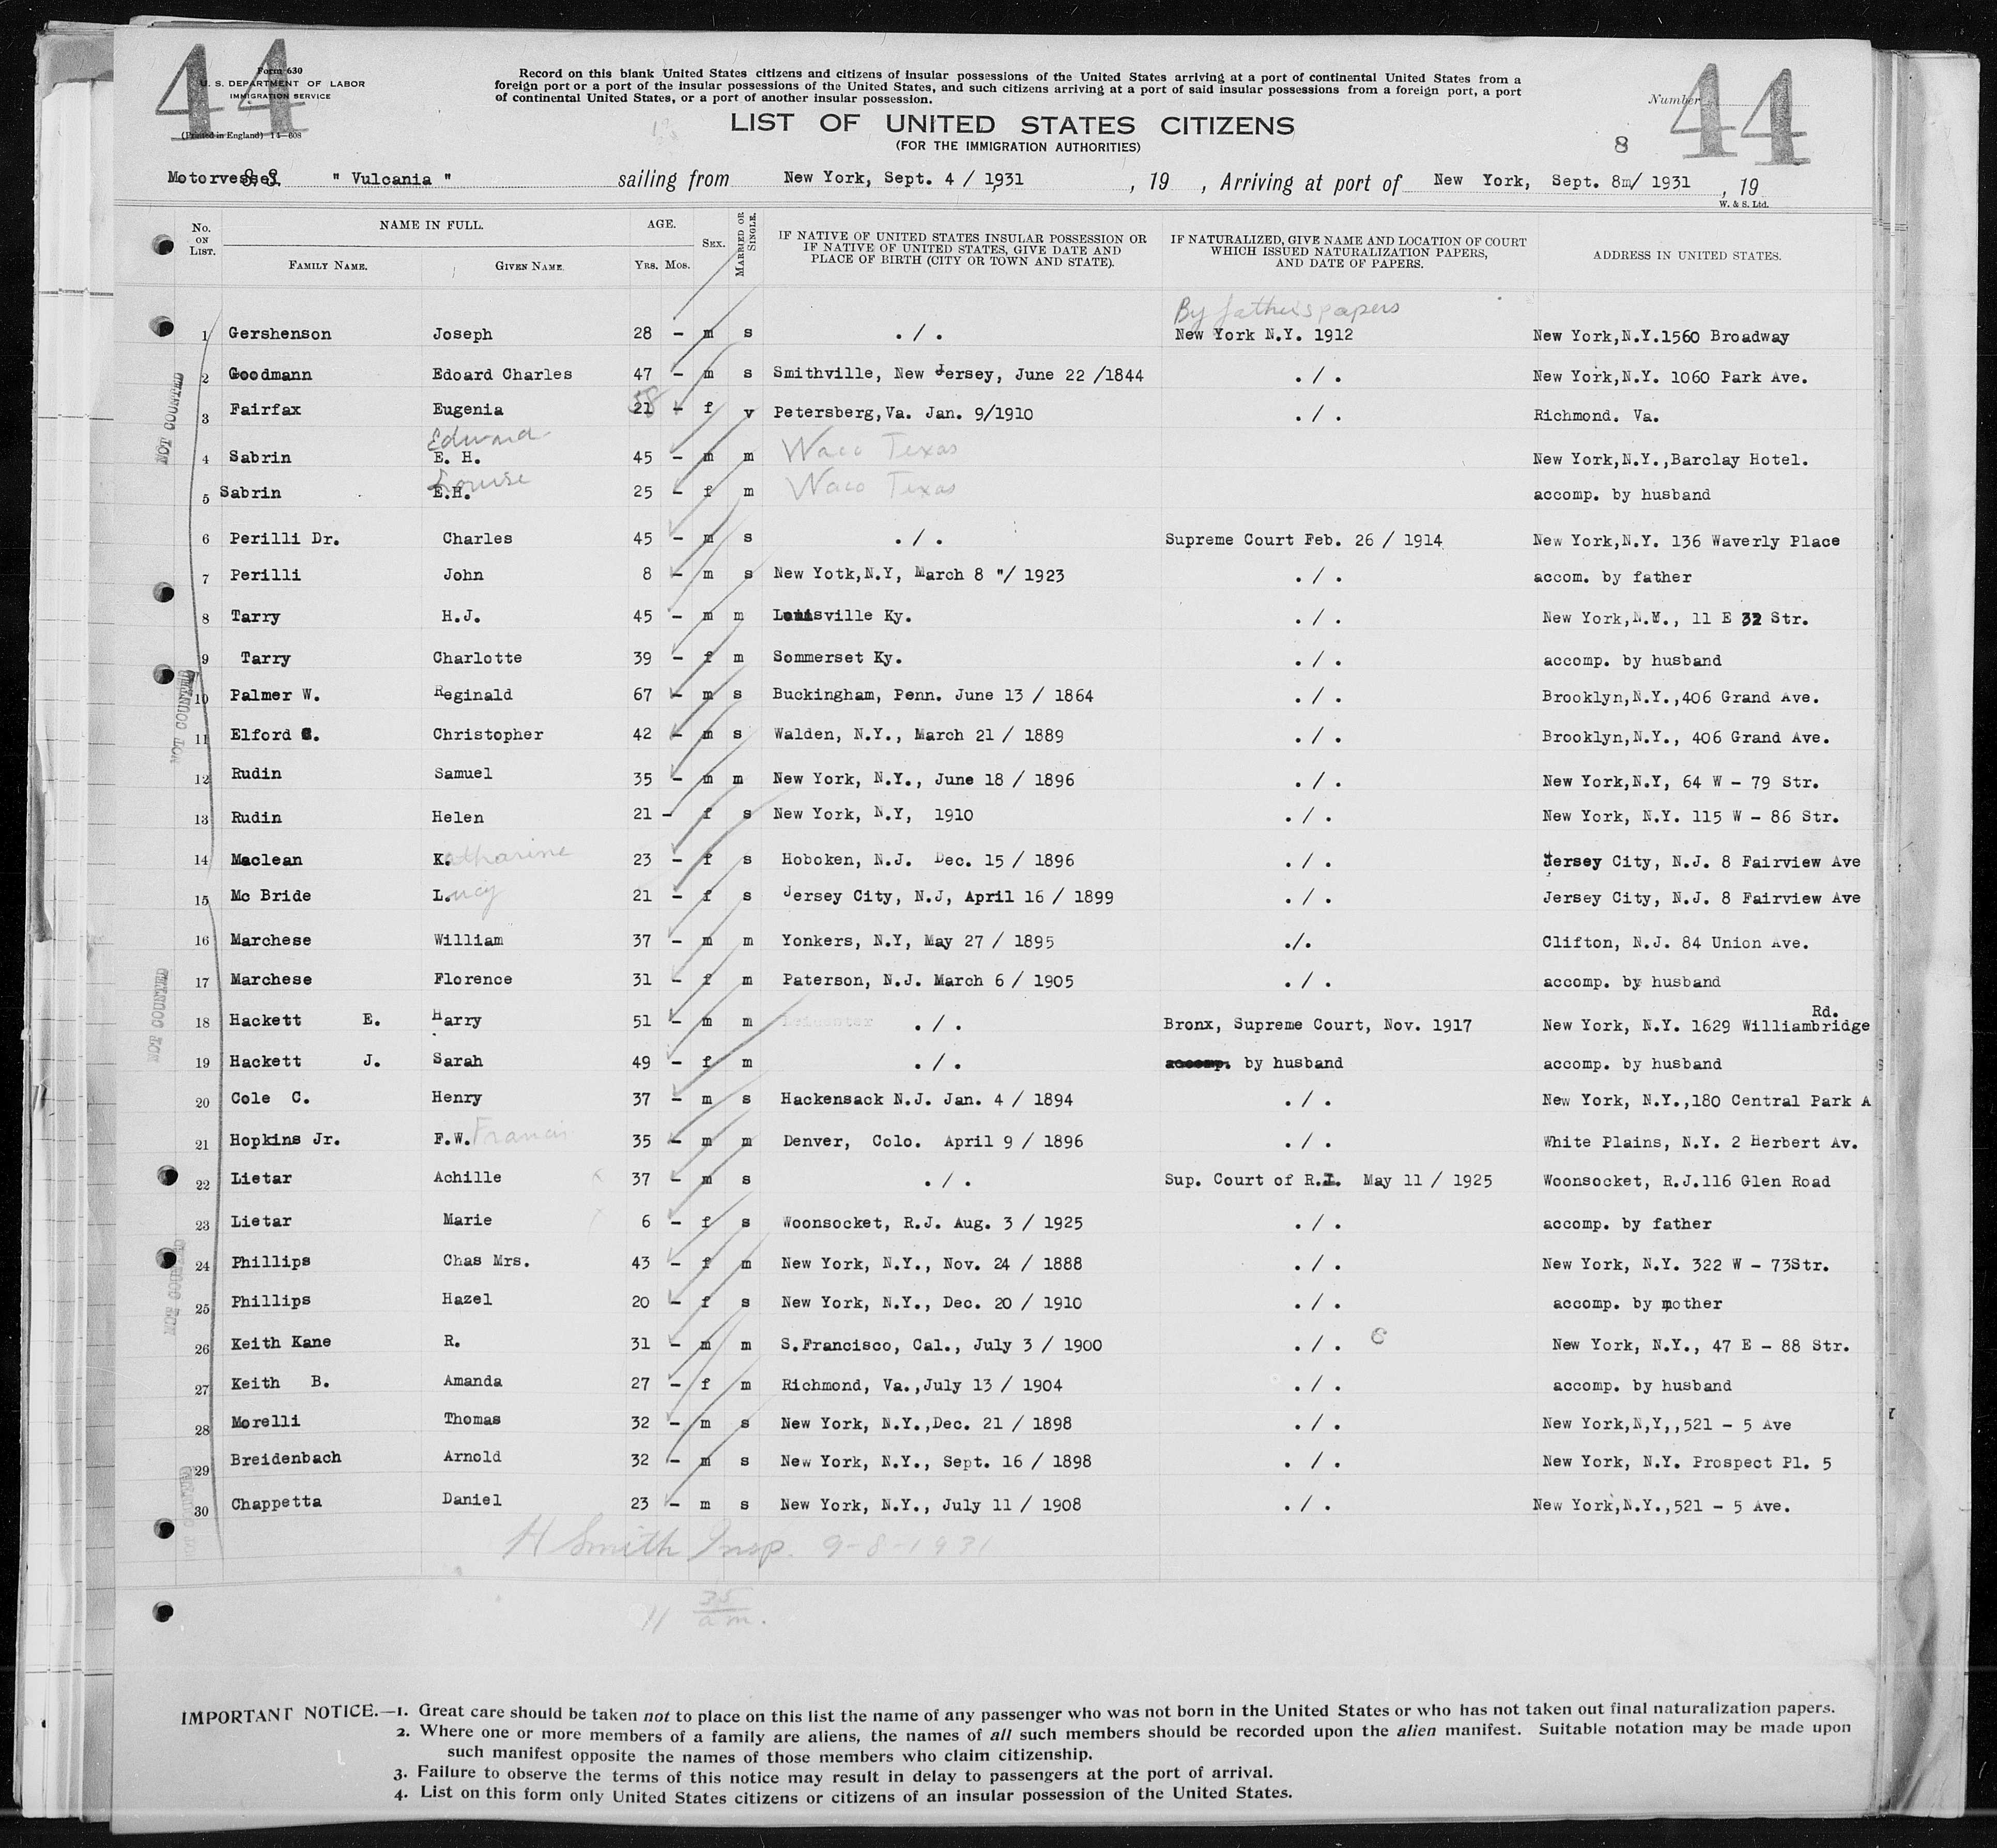 44
Form 630
U. S. DEPARTMENT OF LABOR
IMMIGRATION SERVICE
(Printed in England) 14—608
Record on this blank United States citizens and citizens of insular possessions of the United States arriving at a port of continental United States from a
foreign port or a port of the insular possessions of the United States, and such citizens arriving at a port of said insular possessions from a foreign port, a port
of continental United States, or a port of another insular possession.
LIST OF UNITED STATES CITIZENS
(FOR THE IMMIGRATION AUTHORITIES)
Number
44
8
Motorvessel " Vulcania " sailing from New York, Sept. 4 / 1931 , 19 , Arriving at port of New York, Sept. 8m/ 1931 , 19
W. & S. Ltd.
No. ON LIST. NAME IN FULL. AGE. SEX. MARRIED OR SINGLE. IF NATIVE OF UNITED STATES INSULAR POSSESSION OR IF NATIVE OF UNITED STATES, GIVE DATE AND PLACE OF BIRTH (CITY OR TOWN AND STATE). IF NATURALIZED, GIVE NAME AND LOCATION OF COURT WHICH ISSUED NATURALIZATION PAPERS, AND DATE OF PAPERS. ADDRESS IN UNITED STATES.
FAMILY NAME. GIVEN NAME. YRS. MOS.
By father's papers
1 Gershenson Joseph 28 – m s . / . New York N.Y. 1912 New York,N.Y.1560 Broadway
2 Goodmann Edoard Charles 47 – m s Smithville, New Jersey, June 22 /1844 . / . New York,N.Y. 1060 Park Ave.
3 Fairfax Eugenia 21 – f v Petersberg,Va. Jan. 9/1910 . / . Richmond. Va.
Edward
4 Sabrin E. H. 45 – m m Waco Texas New York,N.Y.,Barclay Hotel.
Louise
5 Sabrin E.H. 25 – f m Waco Texas accomp. by husband
6 Perilli Dr. Charles 45 – m s . / . Supreme Court Feb. 26 / 1914 New York,N.Y. 136 Waverly Place
7 Perilli John 8 – m s New Yotk,N.Y, March 8 "/ 1923 . / . accom. by father
8 Tarry H.J. 45 – m m Louisville Ky. . / . New York,N.Y., 11 E 32 Str.
9 Tarry Charlotte 39 – f m Sommerset Ky. . / . accomp. by husband
10 Palmer W. Reginald 67 – m s Buckingham, Penn. June 13 / 1864 . / . Brooklyn,N.Y.,406 Grand Ave.
11 Elford C. Christopher 42 – m s Walden, N.Y., March 21 / 1889 . / . Brooklyn,N.Y., 406 Grand Ave.
12 Rudin Samuel 35 – m m New York, N.Y., June 18 / 1896 . / . New York,N.Y, 64 W – 79 Str.
13 Rudin Helen 21 – f s New York, N.Y, 1910 . / . New York, N.Y. 115 W – 86 Str.
14 Maclean K.atharine 23 – f s Hoboken, N.J. Dec. 15 / 1896 . / . Jersey City, N.J. 8 Fairview Ave
15 Mc Bride L.ucy 21 – f s Jersey City, N.J, April 16 / 1899 . / . Jersey City, N.J. 8 Fairview Ave
16 Marchese William 37 – m m Yonkers, N.Y, May 27 / 1895 ./. Clifton, N.J. 84 Union Ave.
17 Marchese Florence 31 – f m Paterson, N.J. March 6 / 1905 . / . accomp. by husband
18 Hackett E. Harry 51 – m m . / . Bronx, Supreme Court, Nov. 1917 New York, N.Y. 1629 Williambridge Rd.
19 Hackett J. Sarah 49 – f m . / . accomp. by husband accomp. by husband
20 Cole C. Henry 37 – m s Hackensack N.J. Jan. 4 / 1894 . / . New York, N.Y.,180 Central Park A
21 Hopkins Jr. F.W. Francis 35 – m m Denver, Colo. April 9 / 1896 . / . White Plains, N.Y. 2 Herbert Av.
22 Lietar Achille 37 – m s . / . Sup. Court of R.I. May 11 / 1925 Woonsocket, R.J.116 Glen Road
23 Lietar Marie 6 – f s Woonsocket, R.J. Aug. 3 / 1925 . / . accomp. by father
24 Phillips Chas Mrs. 43 – f m New York, N.Y., Nov. 24 / 1888 . / . New York, N.Y. 322 W – 73Str.
25 Phillips Hazel 20 – f s New York, N.Y., Dec. 20 / 1910 . / . accomp. by mother
26 Keith Kane R. 31 – m m S.Francisco, Cal., July 3 / 1900 . / . New York, N.Y., 47 E – 88 Str.
27 Keith B. Amanda 27 – f m Richmond, Va.,July 13 / 1904 . / . accomp. by husband
28 Morelli Thomas 32 – m s New York, N.Y.,Dec. 21 / 1898 . / . New York,N,Y,,521 – 5 Ave
29 Breidenbach Arnold 32 – m s New York, N.Y., Sept. 16 / 1898 . / . New York, N.Y. Prospect Pl. 5
30 Chappetta Daniel 23 – m s New York, N.Y., July 11 / 1908 . / . New York,N.Y.,521 – 5 Ave.
NOT COUNTED
NOT COUNTED
NOT COUNTED
H Smith Insp. 9-8-1931
11 35 a m.
IMPORTANT NOTICE.—1. Great care should be taken not to place on this list the name of any passenger who was not born in the United States or who has not taken out final naturalization papers.
2. Where one or more members of a family are aliens, the names of all such members should be recorded upon the alien manifest. Suitable notation may be made upon
such manifest opposite the names of those members who claim citizenship.
3. Failure to observe the terms of this notice may result in delay to passengers at the port of arrival.
4. List on this form only United States citizens or citizens of an insular possession of the United States.